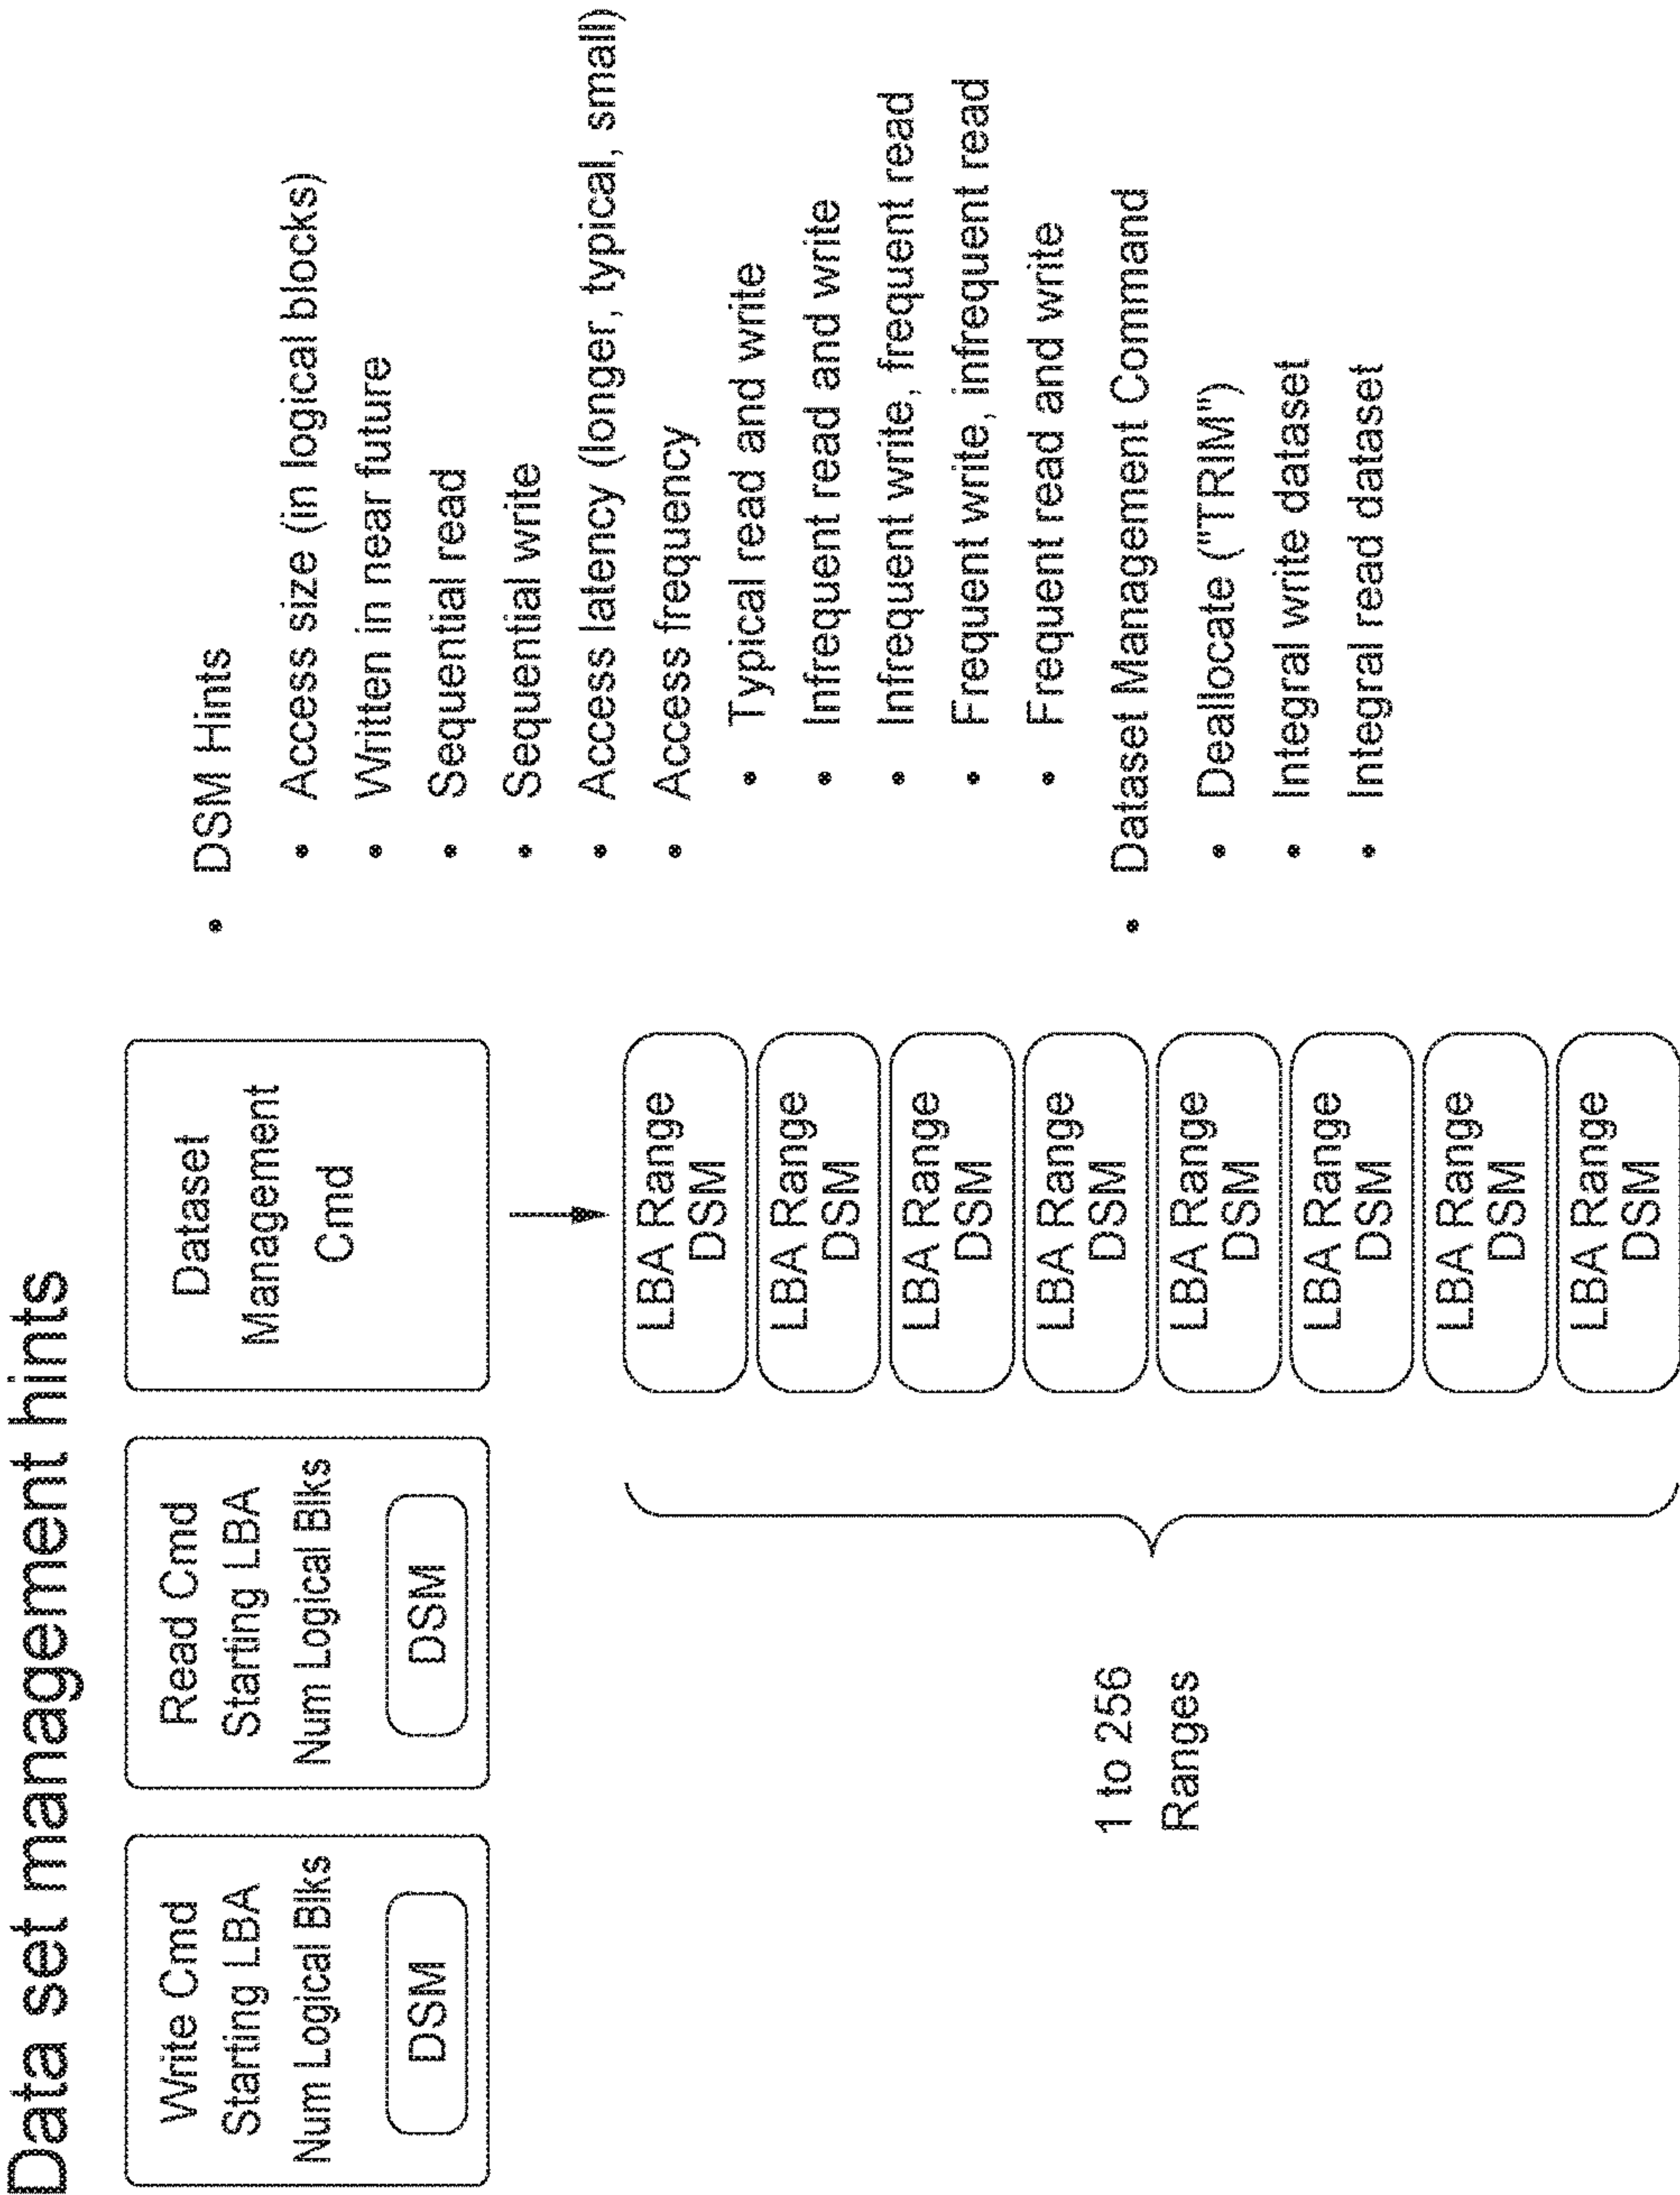 Data set management hints
Write Cmd
Starting LBA
Num Logical Blks
DSM
Read Cmd
Starting LBA
Num Logical Blks
DSM
Dataset
Management
Cmd
1 to 256
Ranges
LBA Range
DSM
LBA Range
DSM
LBA Range
DSM
LBA Range
DSM
LBA Range
DSM
LBA Range
DSM
LBA Range
DSM
LBA Range
DSM
• DSM Hints
• Access size (in logical blocks)
• Written in near future
• Sequential read
• Sequential write
• Access latency (longer, typical, small)
• Access frequency
• Typical read and write
• Infrequent read and write
• Infrequent write, frequent read
• Frequent write, infrequent read
• Frequent read and write
• Dataset Management Command
• Deallocate ("TRIM")
• Integral write dataset
• Integral read dataset